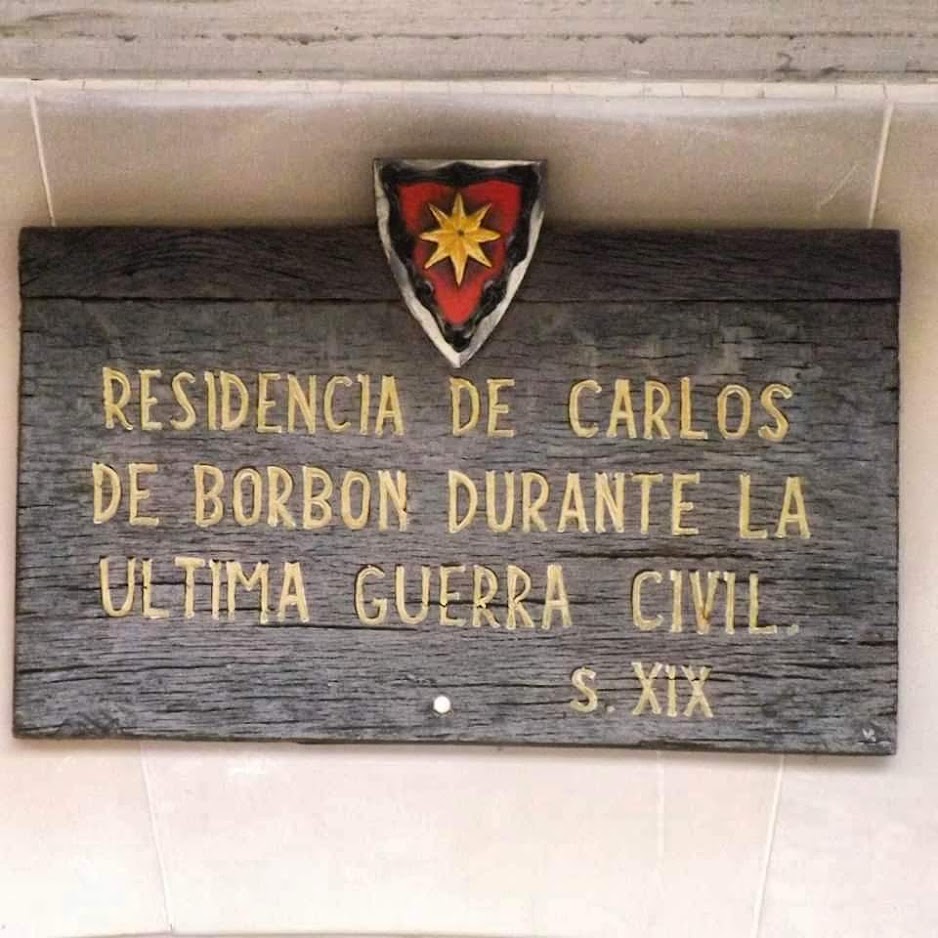 RESIDENCIA DE CARLOS
DE BORBON DURANTE LA
ULTIMA GUERRA CIVIL.
S. XIX